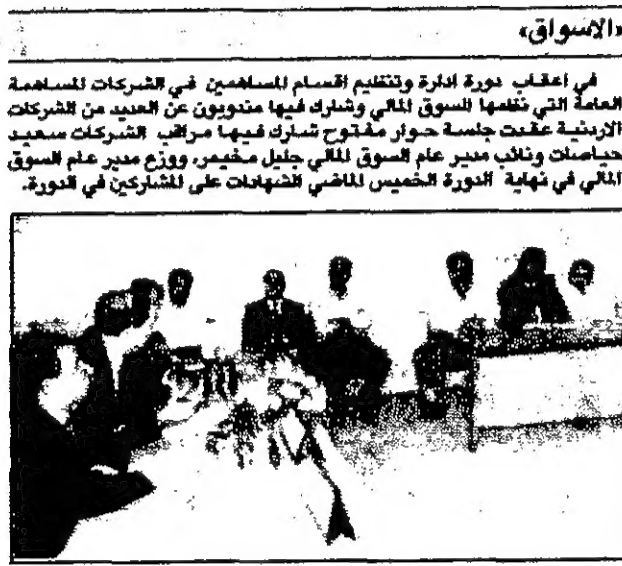 «الاسواق»
في اعقاب دورة ادارة وتنظيم اقسام المساهمين في الشركات المساهمة
العامة التي نظمها السوق المالي وشارك فيها مندوبون عن العديد من الشركات
الاردنية عقدت جلسة حوار مفتوح شارك فيها مراقب الشركات سعيد
حياصات ونائب مدير عام السوق المالي جليل مخيمر، ووزع مدير عام السوق
المالي في نهاية الدورة الخميس الماضي الشهادات على المشاركين في الدورة.